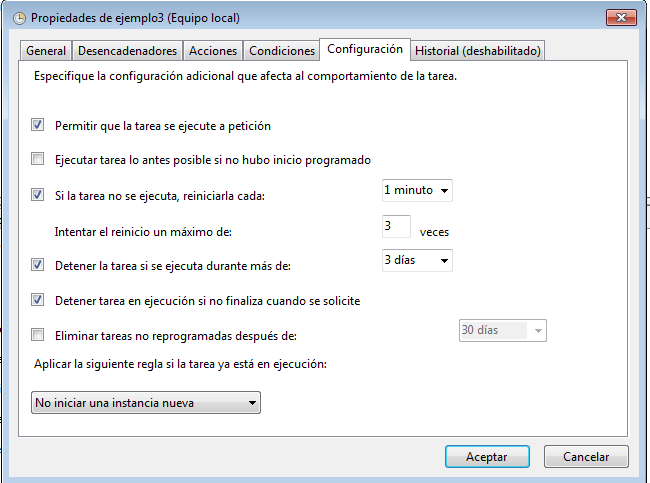 Propiedades de ejemplo3 (Equipo local)
General Desencadenadores Acciones Condiciones Configuración Historial (deshabilitado)
Especifique la configuración adicional que afecta al comportamiento de la tarea.
Permitir que la tarea se ejecute a petición
Ejecutar tarea lo antes posible si no hubo inicio programado
Si la tarea no se ejecuta, reiniciarla cada: 1 minuto
Intentar el reinicio un máximo de: 3 veces
Detener la tarea si se ejecuta durante más de: 3 días
Detener tarea en ejecución si no finaliza cuando se solicite
Eliminar tareas no reprogramadas después de: 30 días
Aplicar la siguiente regla si la tarea ya está en ejecución:
No iniciar una instancia nueva
Aceptar Cancelar